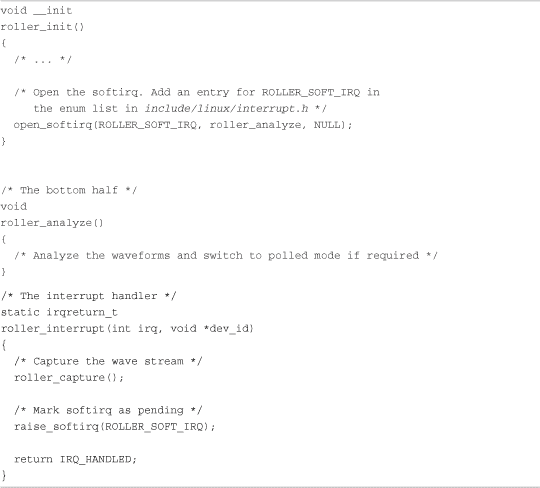 void __init
roller_init()
{
  /* ... */

  /* Open the softirq. Add an entry for ROLLER_SOFT_IRQ in
     the enum list in include/linux/interrupt.h */
  open_softirq(ROLLER_SOFT_IRQ, roller_analyze, NULL);
}


/* The bottom half */
void
roller_analyze()
{
  /* Analyze the waveforms and switch to polled mode if required */
}
/* The interrupt handler */
static irqreturn_t
roller_interrupt(int irq, void *dev_id)
{
  /* Capture the wave stream */
  roller_capture();

  /* Mark softirq as pending */
  raise_softirq(ROLLER_SOFT_IRQ);

  return IRQ_HANDLED;
}